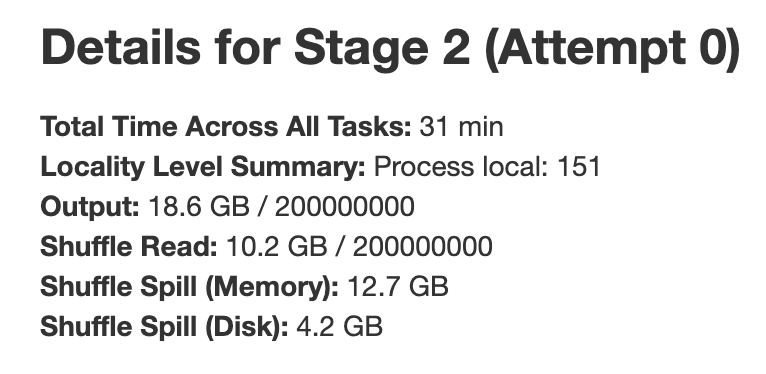 Details for Stage 2 (Attempt 0)
Total Time Across All Tasks: 31 min
Locality Level Summary: Process local: 151
Output: 18.6 GB / 200000000
Shuffle Read: 10.2 GB / 200000000
Shuffle Spill (Memory): 12.7 GB
Shuffle Spill (Disk): 4.2 GB